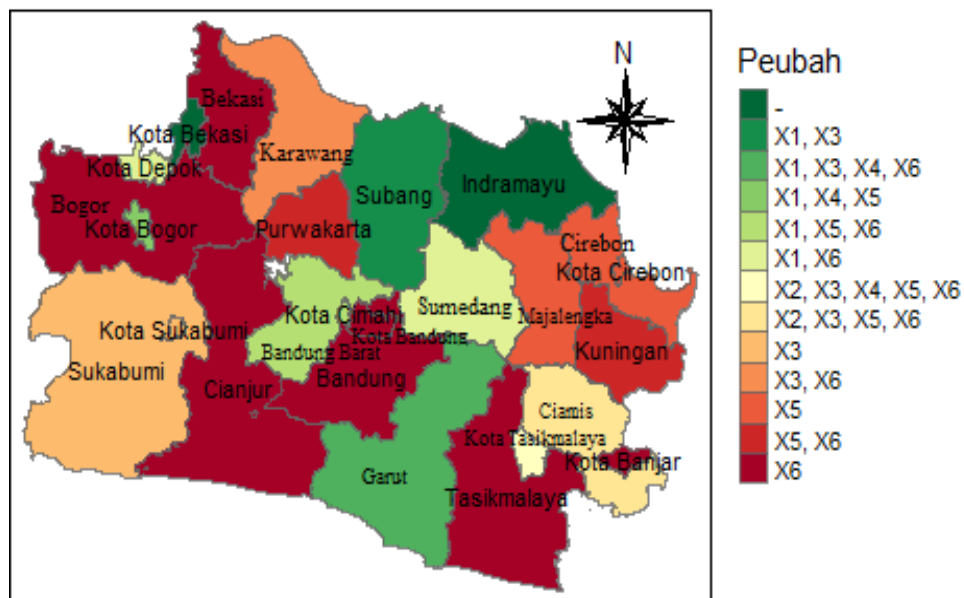 N
Bekasi
Kota Bekasi
Karawang
Kota Depok
Subang
Indramayu
Bogor
Kota Bogor
Purwakarta
Cirebon
Kota Cirebon
Kota Sukabumi
Kota Cimahi
Sumedang
Majalengka
Kota Bandung
Bandung Barat
Kuningan
Sukabumi
Cianjur
Bandung
Ciamis
Kota Tasikmalaya
Kota Banjar
Garut
Tasikmalaya
Peubah
-
X1, X3
X1, X3, X4, X6
X1, X4, X5
X1, X5, X6
X1, X6
X2, X3, X4, X5, X6
X2, X3, X5, X6
X3
X3, X6
X5
X5, X6
X6